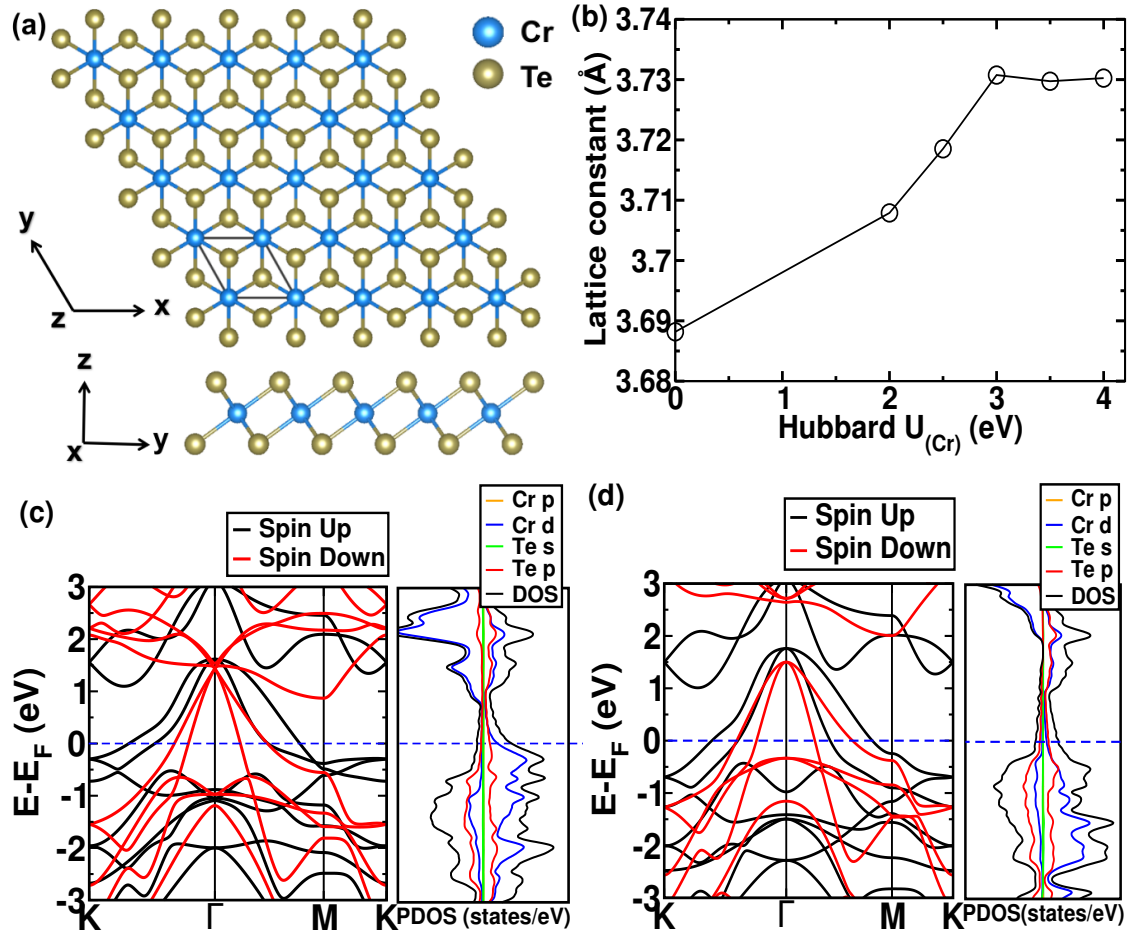 (a)
Cr
Te
y
z
x
z
x
y
(b)
3.74
3.73
3.72
3.71
3.7
3.69
3.68
Lattice constant (Å)
0
1
2
3
4
Hubbard U(Cr) (eV)
(c)
Spin Up
Spin Down
Cr p
Cr d
Te s
Te p
DOS
3
2
1
0
-1
-2
-3
E-EF (eV)
K
Γ
M
K
PDOS (states/eV)
(d)
Spin Up
Spin Down
Cr p
Cr d
Te s
Te p
DOS
3
2
1
0
-1
-2
-3
E-EF (eV)
K
Γ
M
K
PDOS(states/eV)